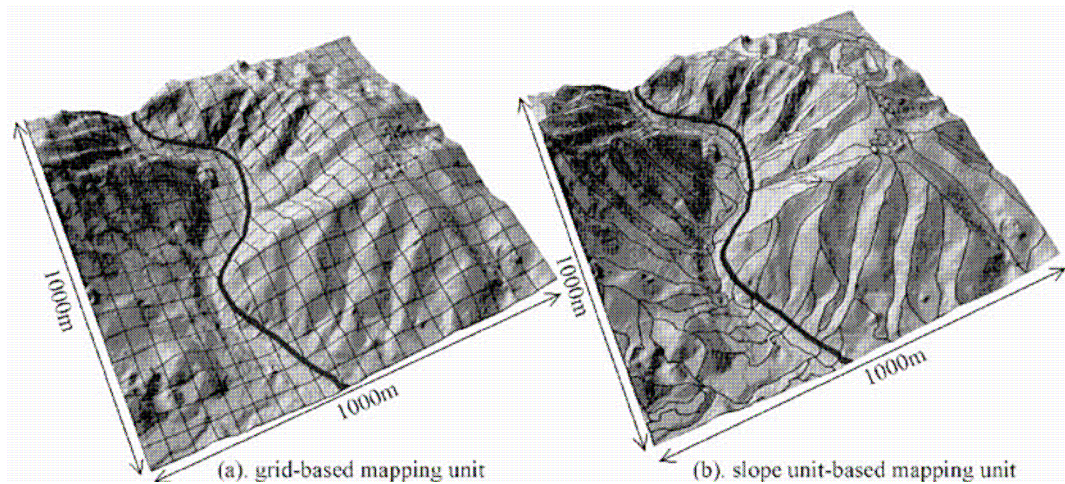 1000m
1000m
(a). grid-based mapping unit
1000m
1000m
(b). slope unit-based mapping unit